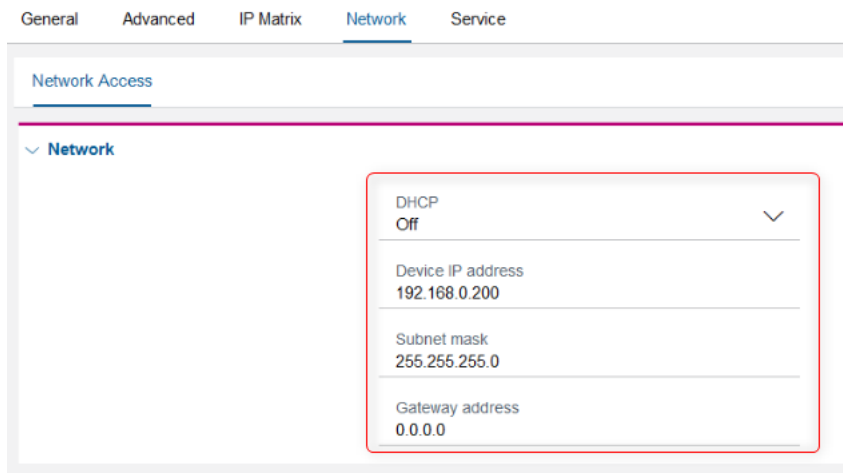 General Advanced IP Matrix Network Service
Network Access
Network
DHCP
Off
Device IP address
192.168.0.200
Subnet mask
255.255.255.0
Gateway address
0.0.0.0